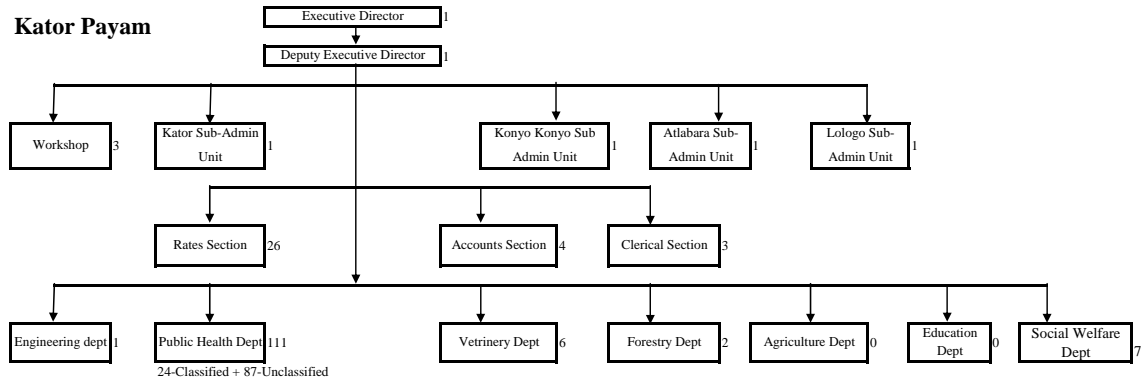 Kator Payam
Executive Director 1
Deputy Executive Director 1
Workshop 3
Kator Sub-Admin
Unit 1
Konyo Konyo Sub
Admin Unit 1
Atlabara Sub-
Admin Unit 1
Lologo Sub-
Admin Unit 1
Rates Section 26
Accounts Section 4
Clerical Section 3
Engineering dept 1
Public Health Dept 111
24-Classified + 87-Unclassified
Vetrinery Dept 6
Forestry Dept 2
Agriculture Dept 0
Education
Dept 0
Social Welfare
Dept 7